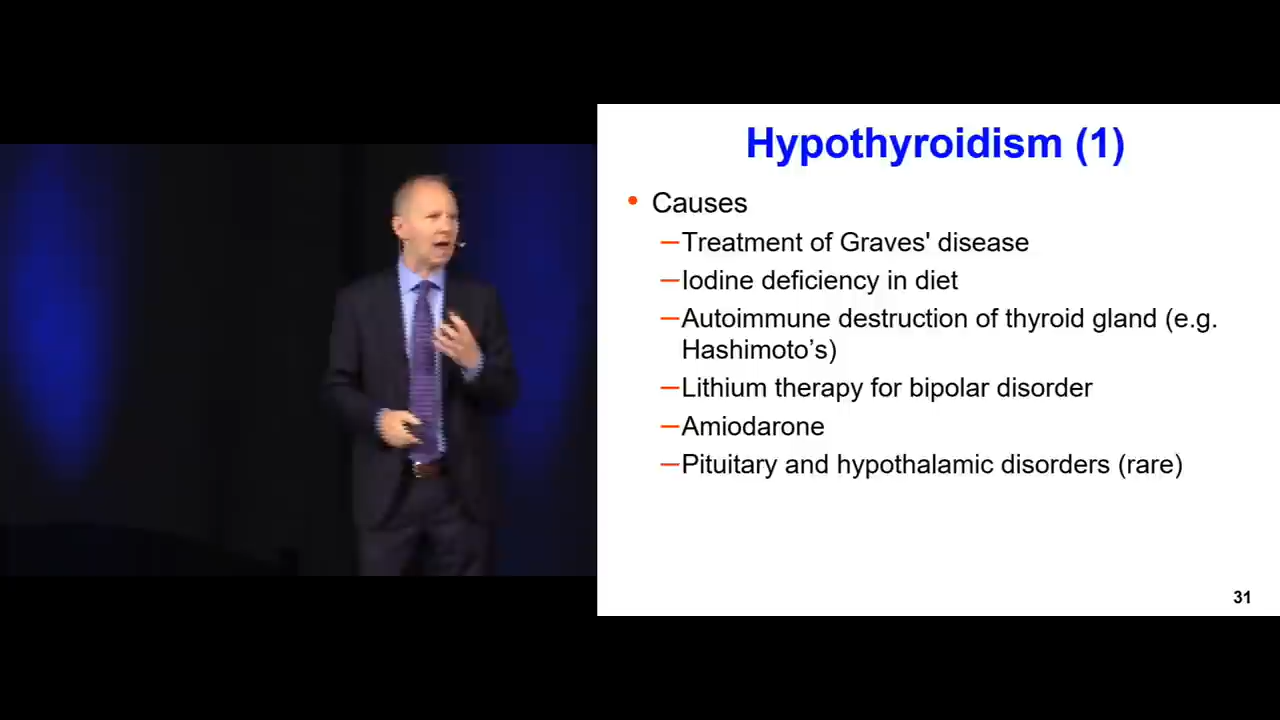 Hypothyroidism (1)
• Causes
–Treatment of Graves' disease
–Iodine deficiency in diet
–Autoimmune destruction of thyroid gland (e.g.
Hashimoto’s)
–Lithium therapy for bipolar disorder
–Amiodarone
–Pituitary and hypothalamic disorders (rare)
31